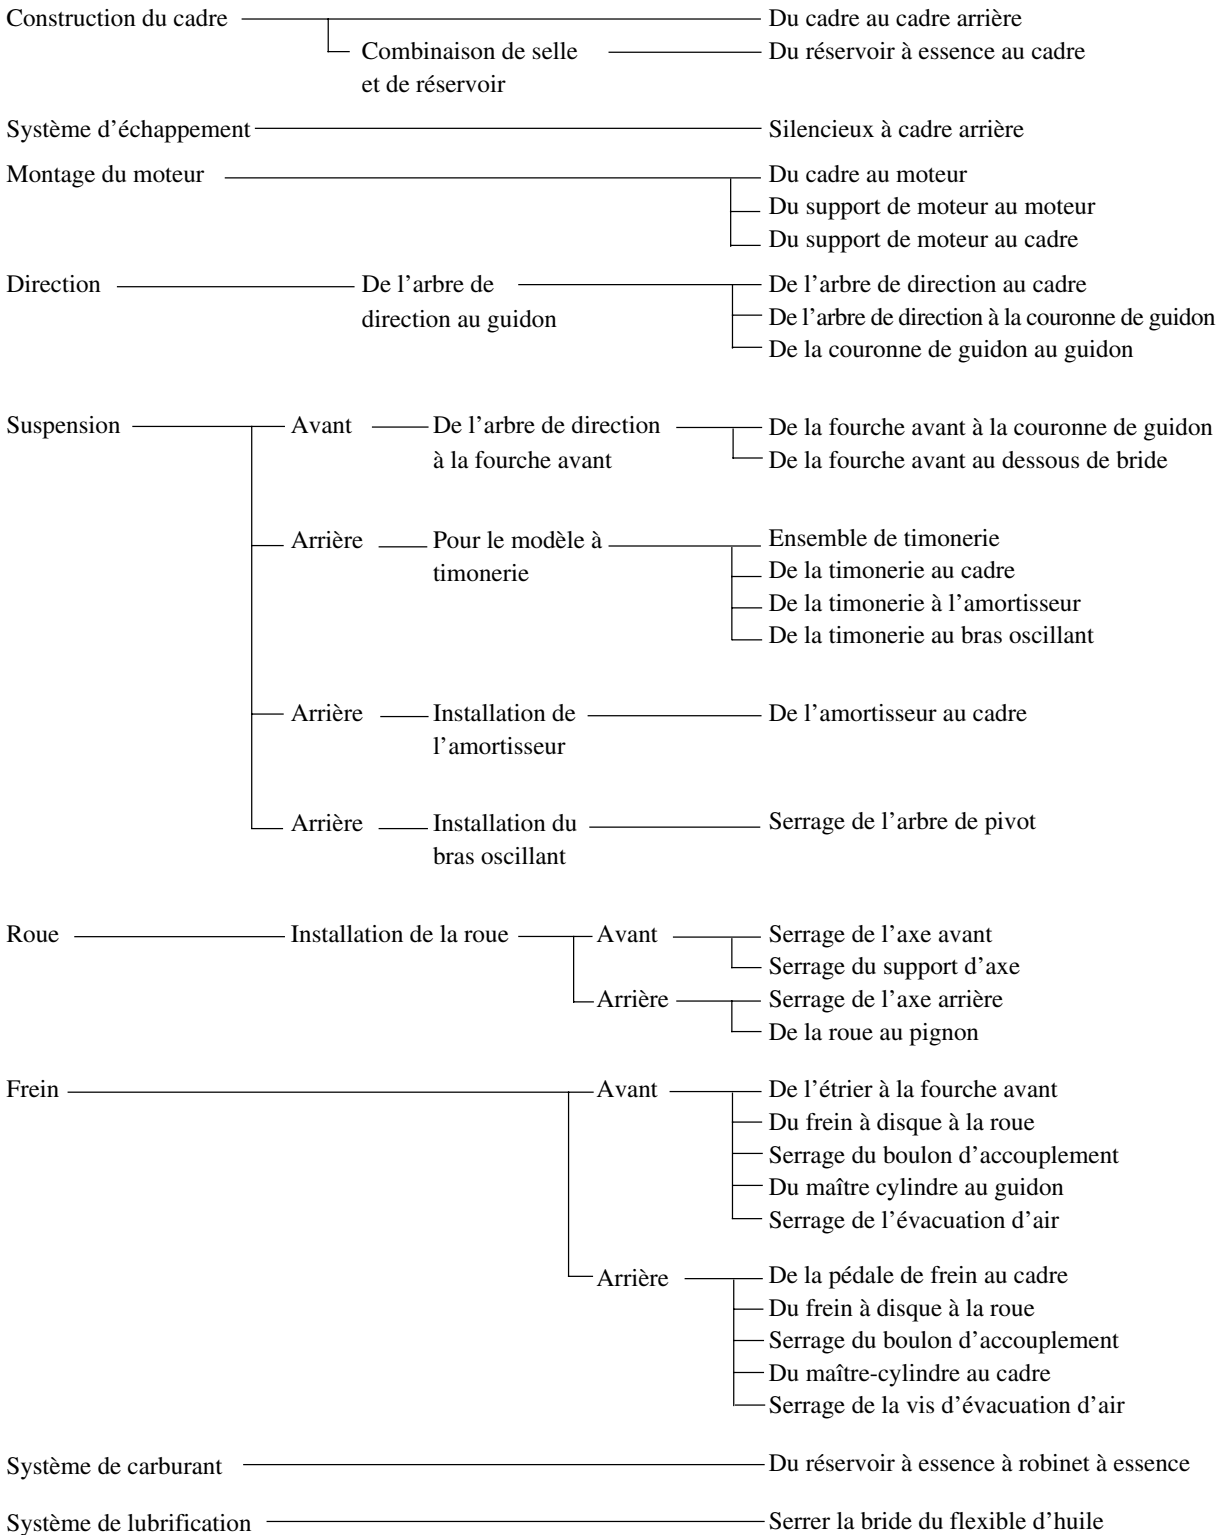 Construction du cadre Du cadre au cadre arrière
Combinaison de selle Du réservoir à essence au cadre
et de réservoir
Système d’échappement Silencieux à cadre arrière
Montage du moteur Du cadre au moteur
Du support de moteur au moteur
Du support de moteur au cadre
Direction De l’arbre de De l’arbre de direction au cadre
direction au guidon De l’arbre de direction à la couronne de guidon
De la couronne de guidon au guidon
Suspension Avant De l’arbre de direction De la fourche avant à la couronne de guidon
à la fourche avant De la fourche avant au dessous de bride
Arrière Pour le modèle à Ensemble de timonerie
timonerie De la timonerie au cadre
De la timonerie à l’amortisseur
De la timonerie au bras oscillant
Arrière Installation de De l’amortisseur au cadre
l’amortisseur
Arrière Installation du Serrage de l’arbre de pivot
bras oscillant
Roue Installation de la roue Avant Serrage de l’axe avant
Serrage du support d’axe
Arrière Serrage de l’axe arrière
De la roue au pignon
Frein Avant De l’étrier à la fourche avant
Du frein à disque à la roue
Serrage du boulon d’accouplement
Du maître cylindre au guidon
Serrage de l’évacuation d’air
Arrière De la pédale de frein au cadre
Du frein à disque à la roue
Serrage du boulon d’accouplement
Du maître-cylindre au cadre
Serrage de la vis d’évacuation d’air
Système de carburant Du réservoir à essence à robinet à essence
Système de lubrification Serrer la bride du flexible d’huile